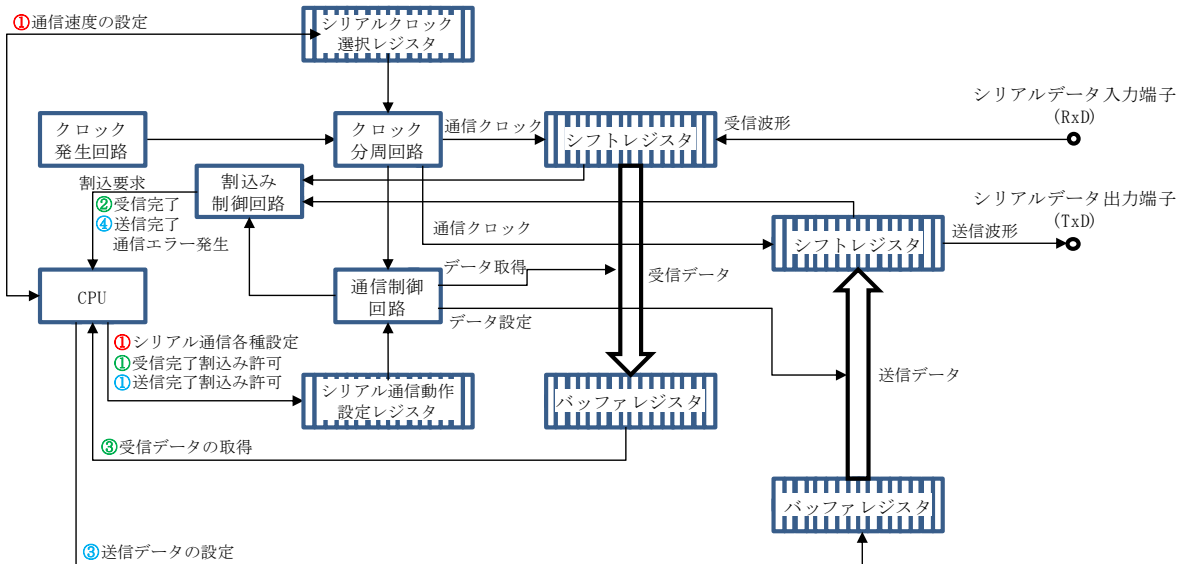 ①通信速度の設定
シリアルクロック
選択レジスタ
シリアルデータ入力端子
(RxD)
クロック
発生回路
クロック
分周回路
通信クロック
シフトレジスタ
受信波形
割込要求
②受信完了
④送信完了
通信エラー発生
割込み
制御回路
シリアルデータ出力端子
(TxD)
通信クロック
シフトレジスタ
送信波形
CPU
通信制御
回路
データ取得
受信データ
データ設定
①シリアル通信各種設定
①受信完了割込み許可
①送信完了割込み許可
シリアル通信動作
設定レジスタ
バッファレジスタ
送信データ
③受信データの取得
バッファレジスタ
③送信データの設定